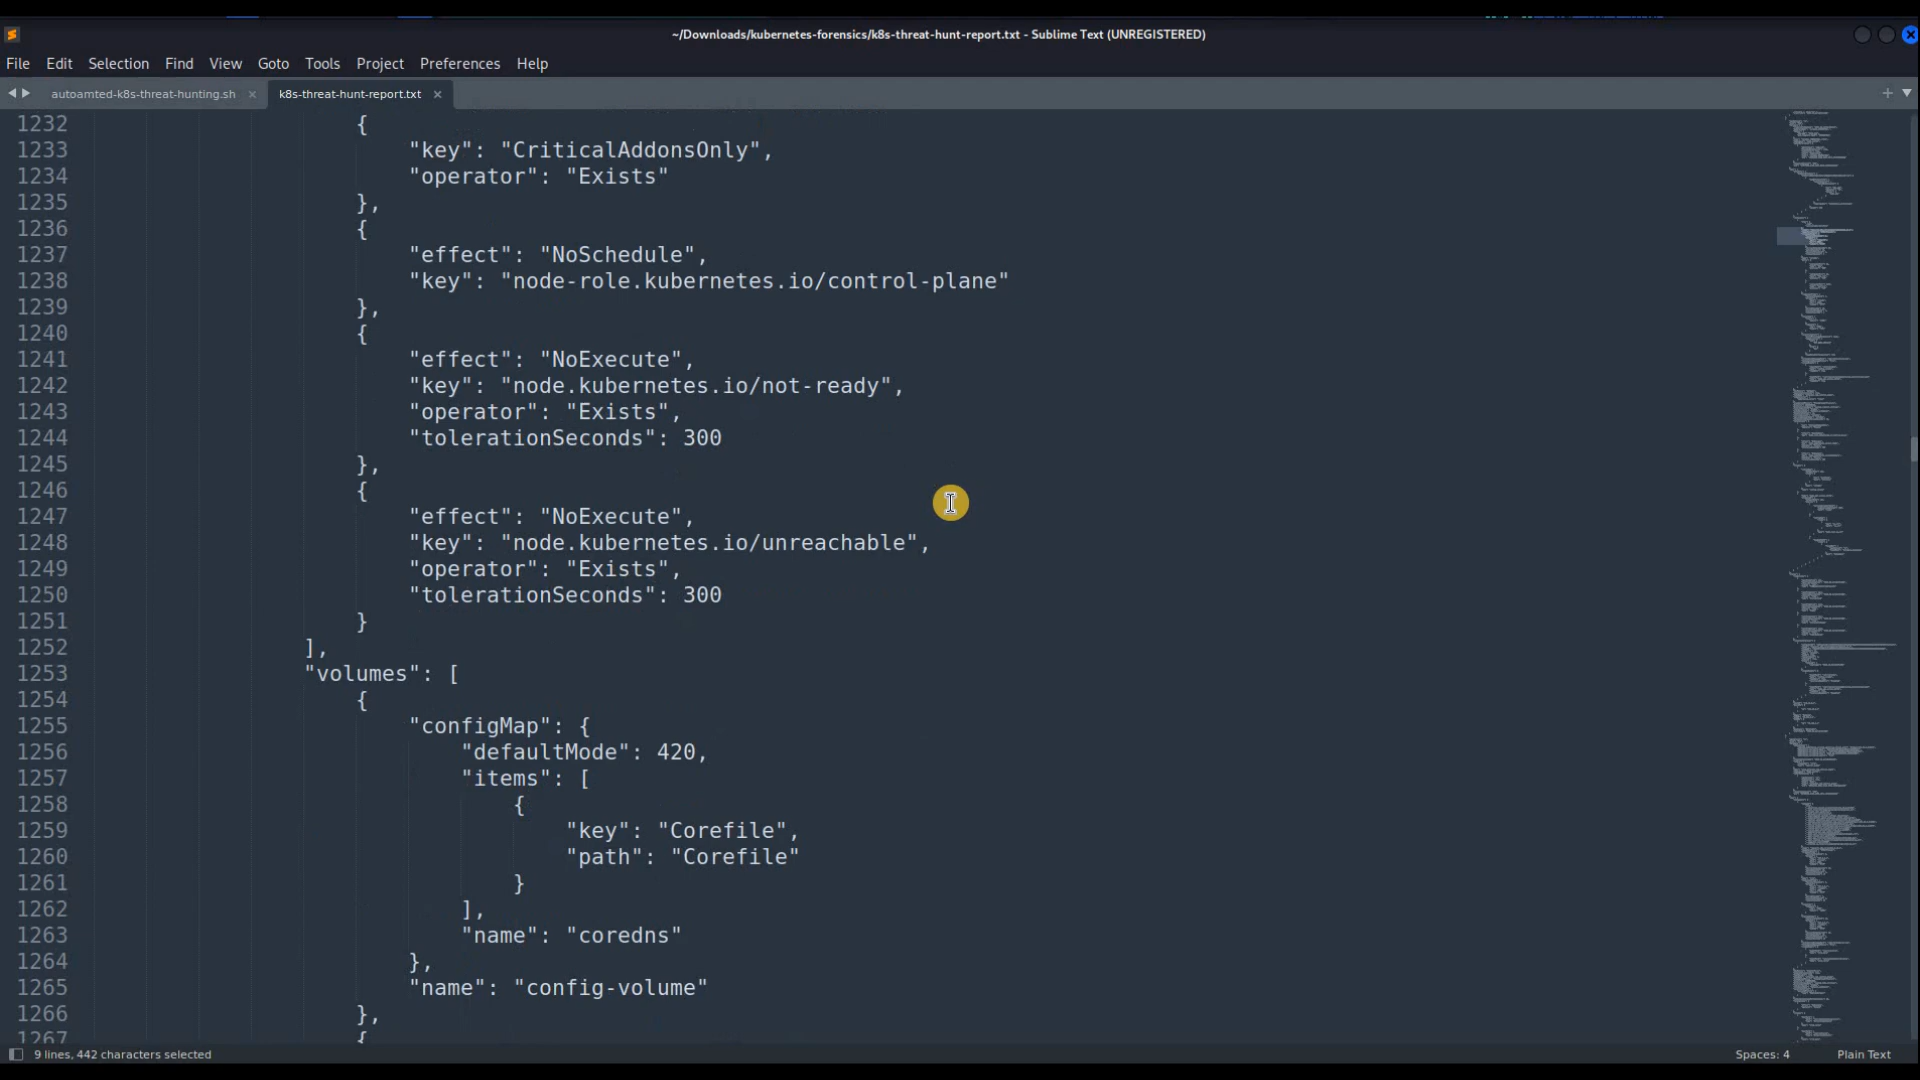 ~/Downloads/kubernetes-forensics/k8s-threat-hunt-report.txt - Sublime Text (UNREGISTERED)
File Edit Selection Find View Goto Tools Project Preferences Help
autoamted-k8s-threat-hunting.sh k8s-threat-hunt-report.txt
1232 {
1233 "key": "CriticalAddonsOnly",
1234 "operator": "Exists"
1235 },
1236 {
1237 "effect": "NoSchedule",
1238 "key": "node-role.kubernetes.io/control-plane"
1239 },
1240 {
1241 "effect": "NoExecute",
1242 "key": "node.kubernetes.io/not-ready",
1243 "operator": "Exists",
1244 "tolerationSeconds": 300
1245 },
1246 {
1247 "effect": "NoExecute",
1248 "key": "node.kubernetes.io/unreachable",
1249 "operator": "Exists",
1250 "tolerationSeconds": 300
1251 }
1252 ],
1253 "volumes": [
1254 {
1255 "configMap": {
1256 "defaultMode": 420,
1257 "items": [
1258 {
1259 "key": "Corefile",
1260 "path": "Corefile"
1261 }
1262 ],
1263 "name": "coredns"
1264 },
1265 "name": "config-volume"
1266 },
1267 {
9 lines, 442 characters selected Spaces: 4 Plain Text